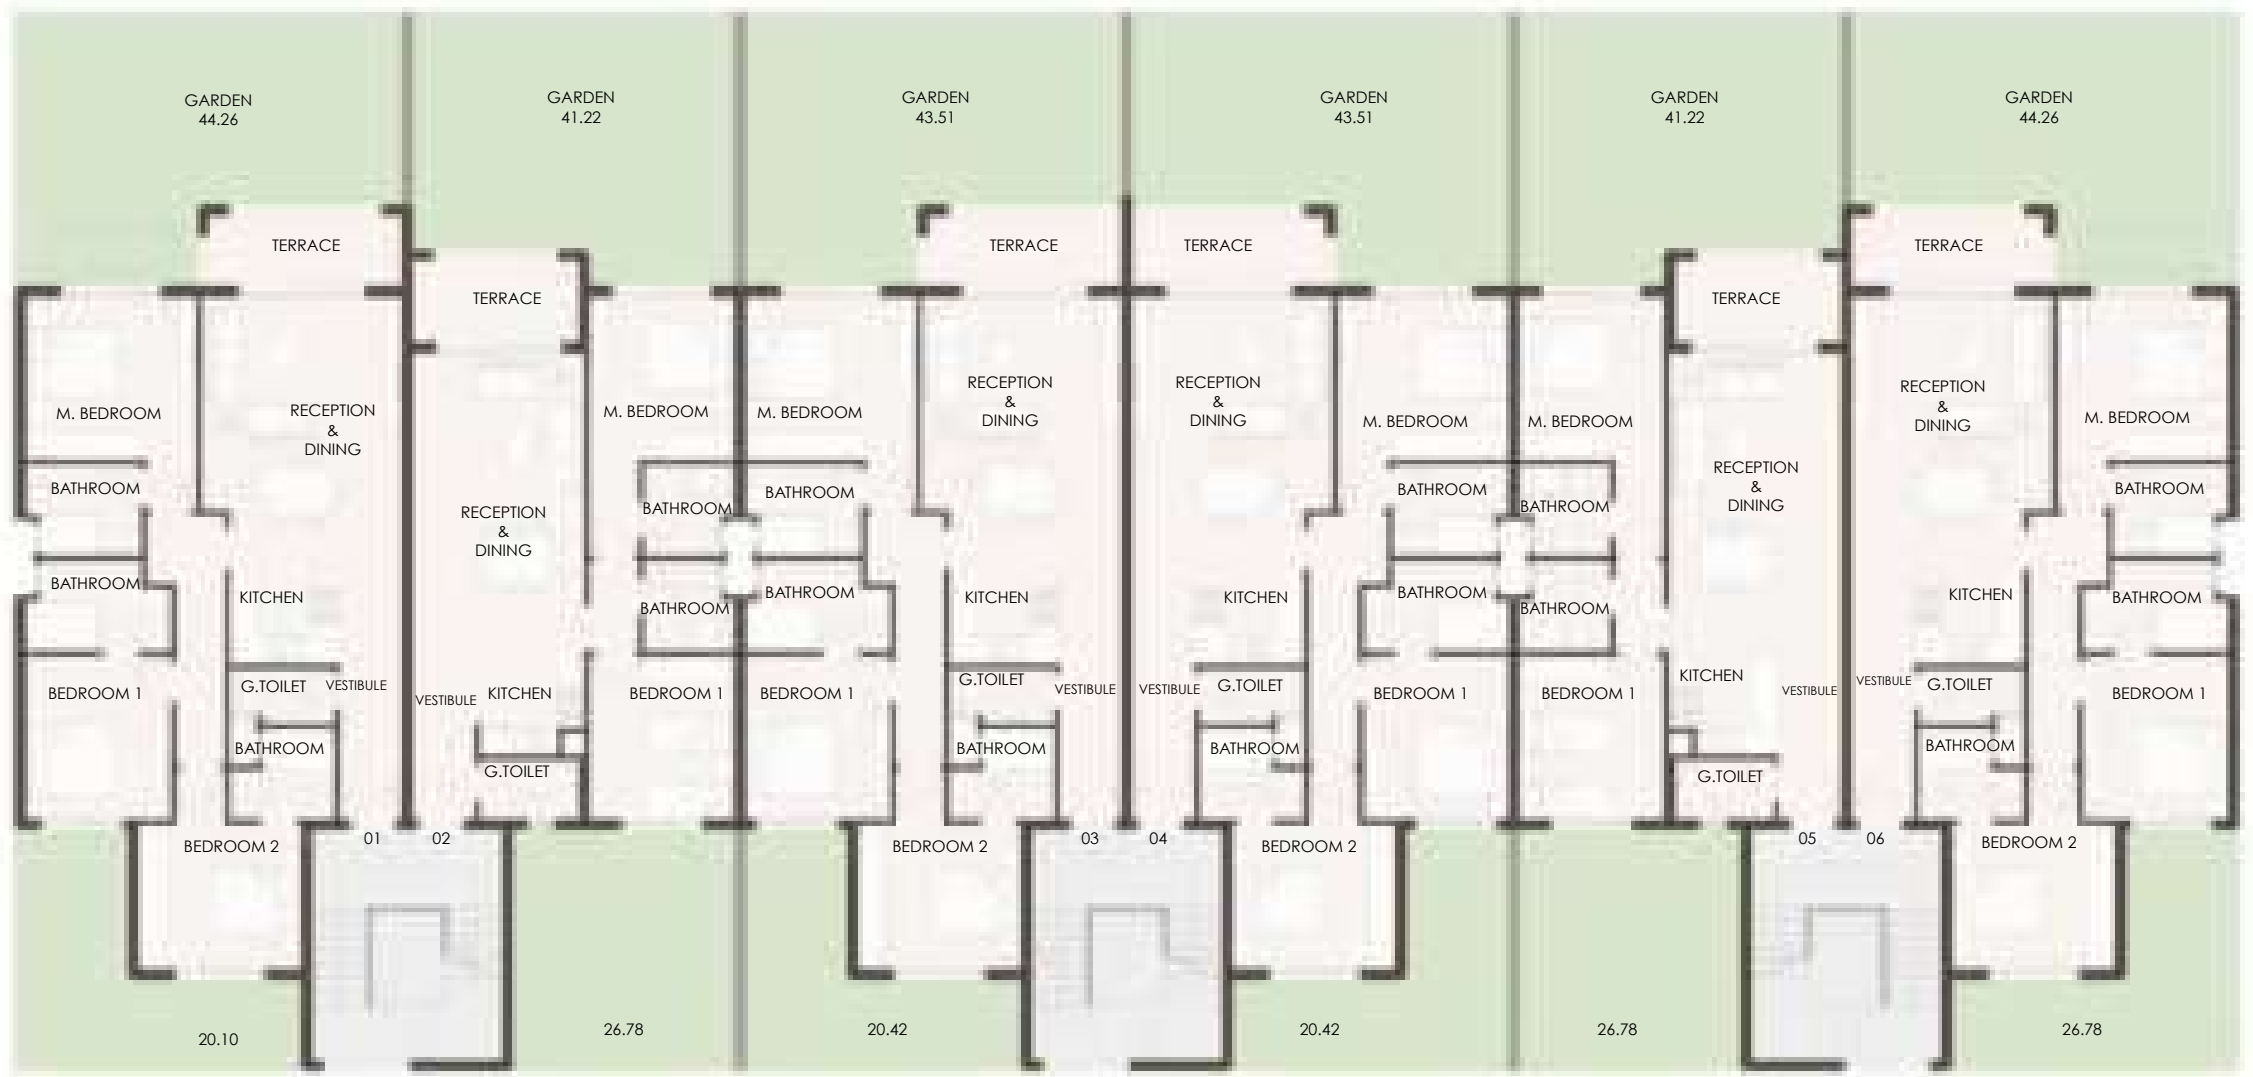 GARDEN
44.26
GARDEN
41.22
GARDEN
43.51
GARDEN
43.51
GARDEN
41.22
GARDEN
44.26
TERRACE
TERRACE
TERRACE
TERRACE
TERRACE
TERRACE
M. BEDROOM
RECEPTION
&
DINING
BATHROOM
BATHROOM
KITCHEN
BEDROOM 1
G.TOILET
VESTIBULE
BATHROOM
BEDROOM 2
01
20.10
RECEPTION
&
DINING
M. BEDROOM
BATHROOM
BATHROOM
VESTIBULE
KITCHEN
BEDROOM 1
G.TOILET
02
26.78
M. BEDROOM
RECEPTION
&
DINING
BATHROOM
BATHROOM
KITCHEN
BEDROOM 1
G.TOILET
VESTIBULE
BATHROOM
BEDROOM 2
03
20.42
RECEPTION
&
DINING
M. BEDROOM
BATHROOM
BATHROOM
KITCHEN
VESTIBULE
G.TOILET
BEDROOM 1
BATHROOM
04
BEDROOM 2
20.42
M. BEDROOM
RECEPTION
&
DINING
BATHROOM
BATHROOM
BEDROOM 1
KITCHEN
VESTIBULE
G.TOILET
05
26.78
RECEPTION
&
DINING
M. BEDROOM
BATHROOM
KITCHEN
BATHROOM
VESTIBULE
G.TOILET
BEDROOM 1
BATHROOM
06
BEDROOM 2
26.78